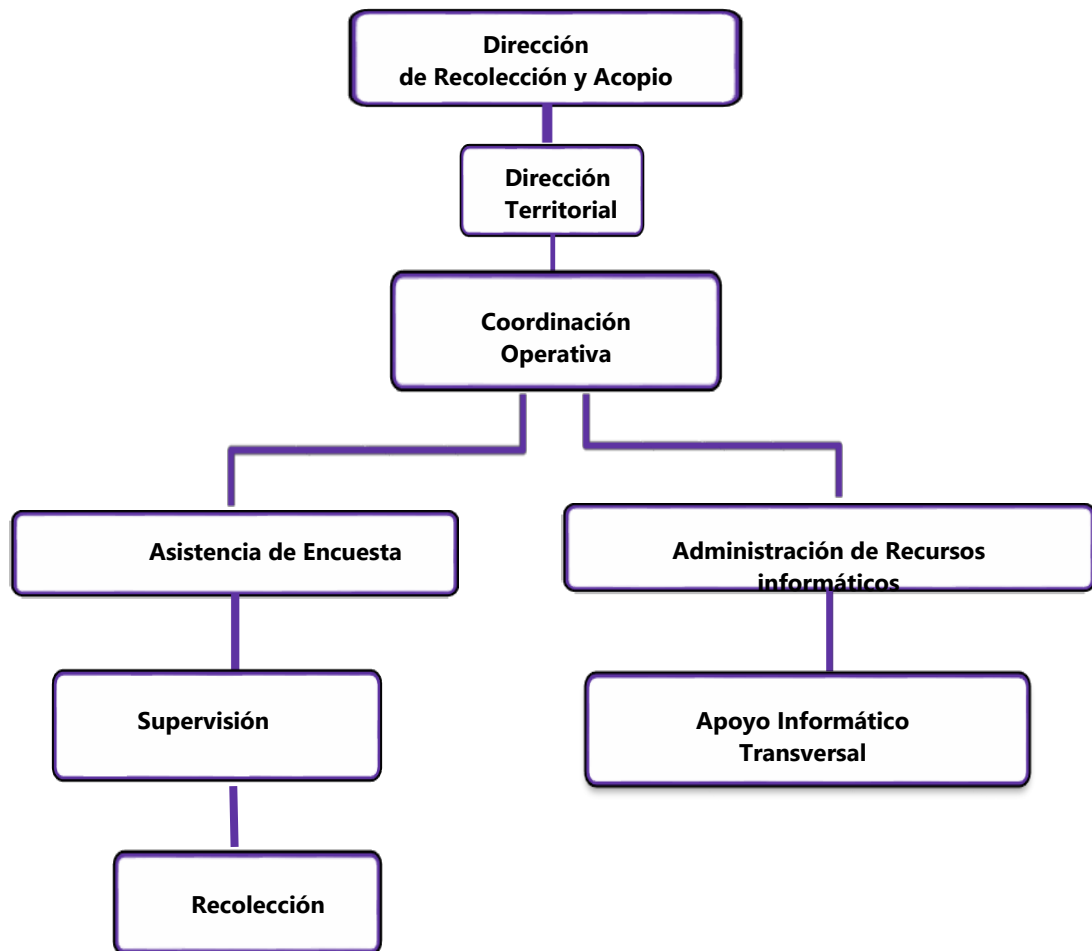 Dirección
de Recolección y Acopio
Dirección
Territorial
Coordinación
Operativa
Asistencia de Encuesta
Administración de Recursos
informáticos
Supervisión
Apoyo Informático
Transversal
Recolección